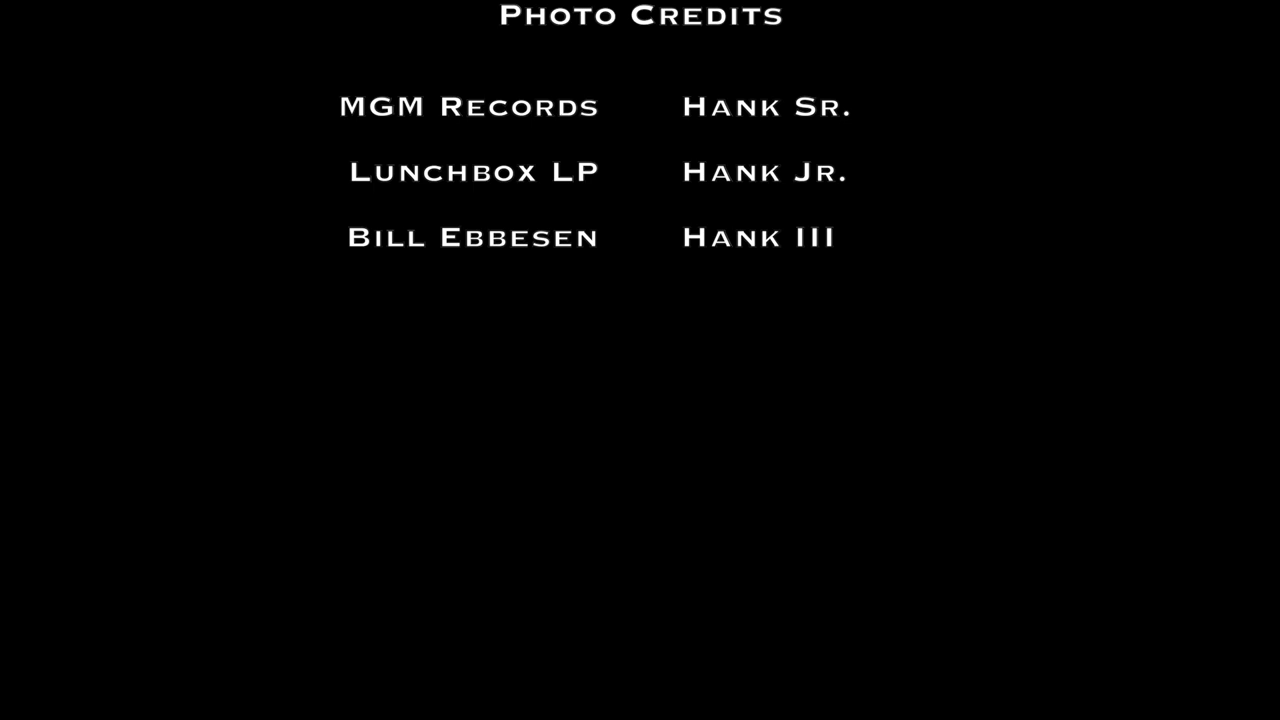 Photo Credits
MGM Records Hank Sr.
Lunchbox LP Hank Jr.
Bill Ebbesen Hank III